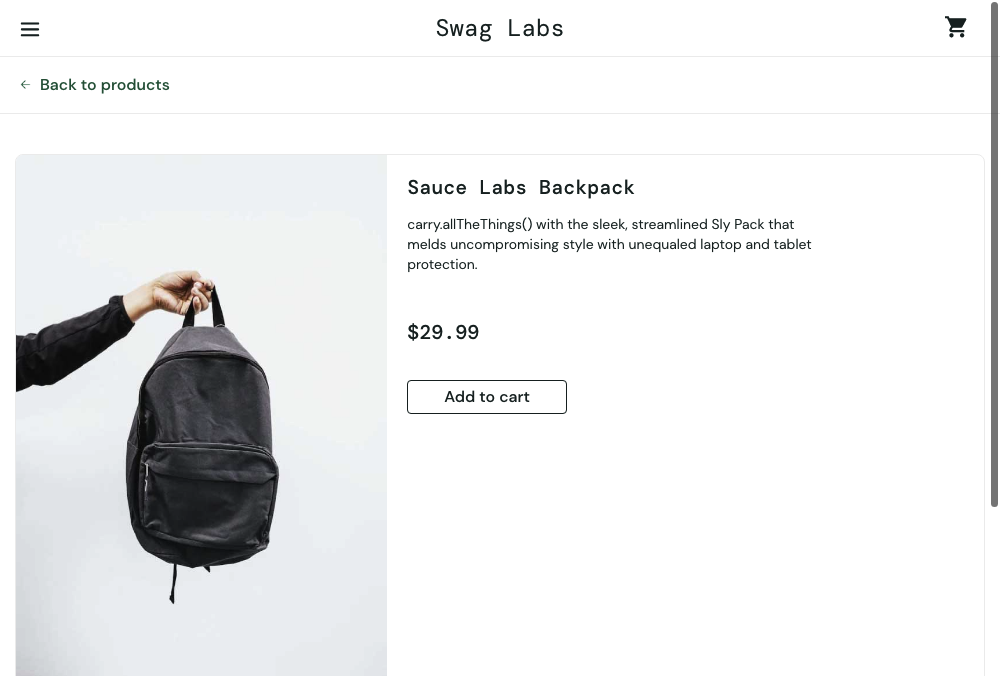 Swag Labs
Back to products
Sauce Labs Backpack
carry.allTheThings() with the sleek, streamlined Sly Pack that
melds uncompromising style with unequaled laptop and tablet
protection.
$29.99
Add to cart